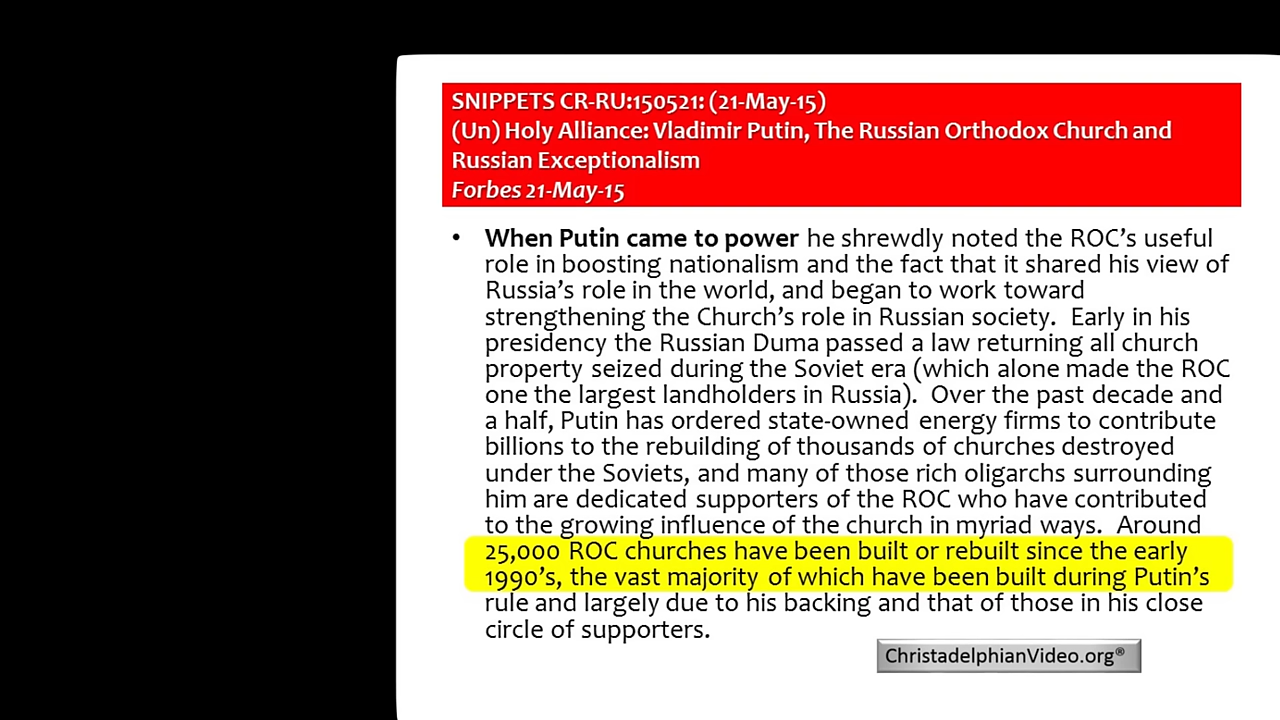 SNIPPETS CR-RU:150521: (21-May-15)
(Un) Holy Alliance: Vladimir Putin, The Russian Orthodox Church and
Russian Exceptionalism
Forbes 21-May-15
• When Putin came to power he shrewdly noted the ROC’s useful
role in boosting nationalism and the fact that it shared his view of
Russia’s role in the world, and began to work toward
strengthening the Church’s role in Russian society. Early in his
presidency the Russian Duma passed a law returning all church
property seized during the Soviet era (which alone made the ROC
one the largest landholders in Russia). Over the past decade and
a half, Putin has ordered state-owned energy firms to contribute
billions to the rebuilding of thousands of churches destroyed
under the Soviets, and many of those rich oligarchs surrounding
him are dedicated supporters of the ROC who have contributed
to the growing influence of the church in myriad ways. Around
25,000 ROC churches have been built or rebuilt since the early
1990’s, the vast majority of which have been built during Putin’s
rule and largely due to his backing and that of those in his close
circle of supporters.
ChristadelphianVideo.org®